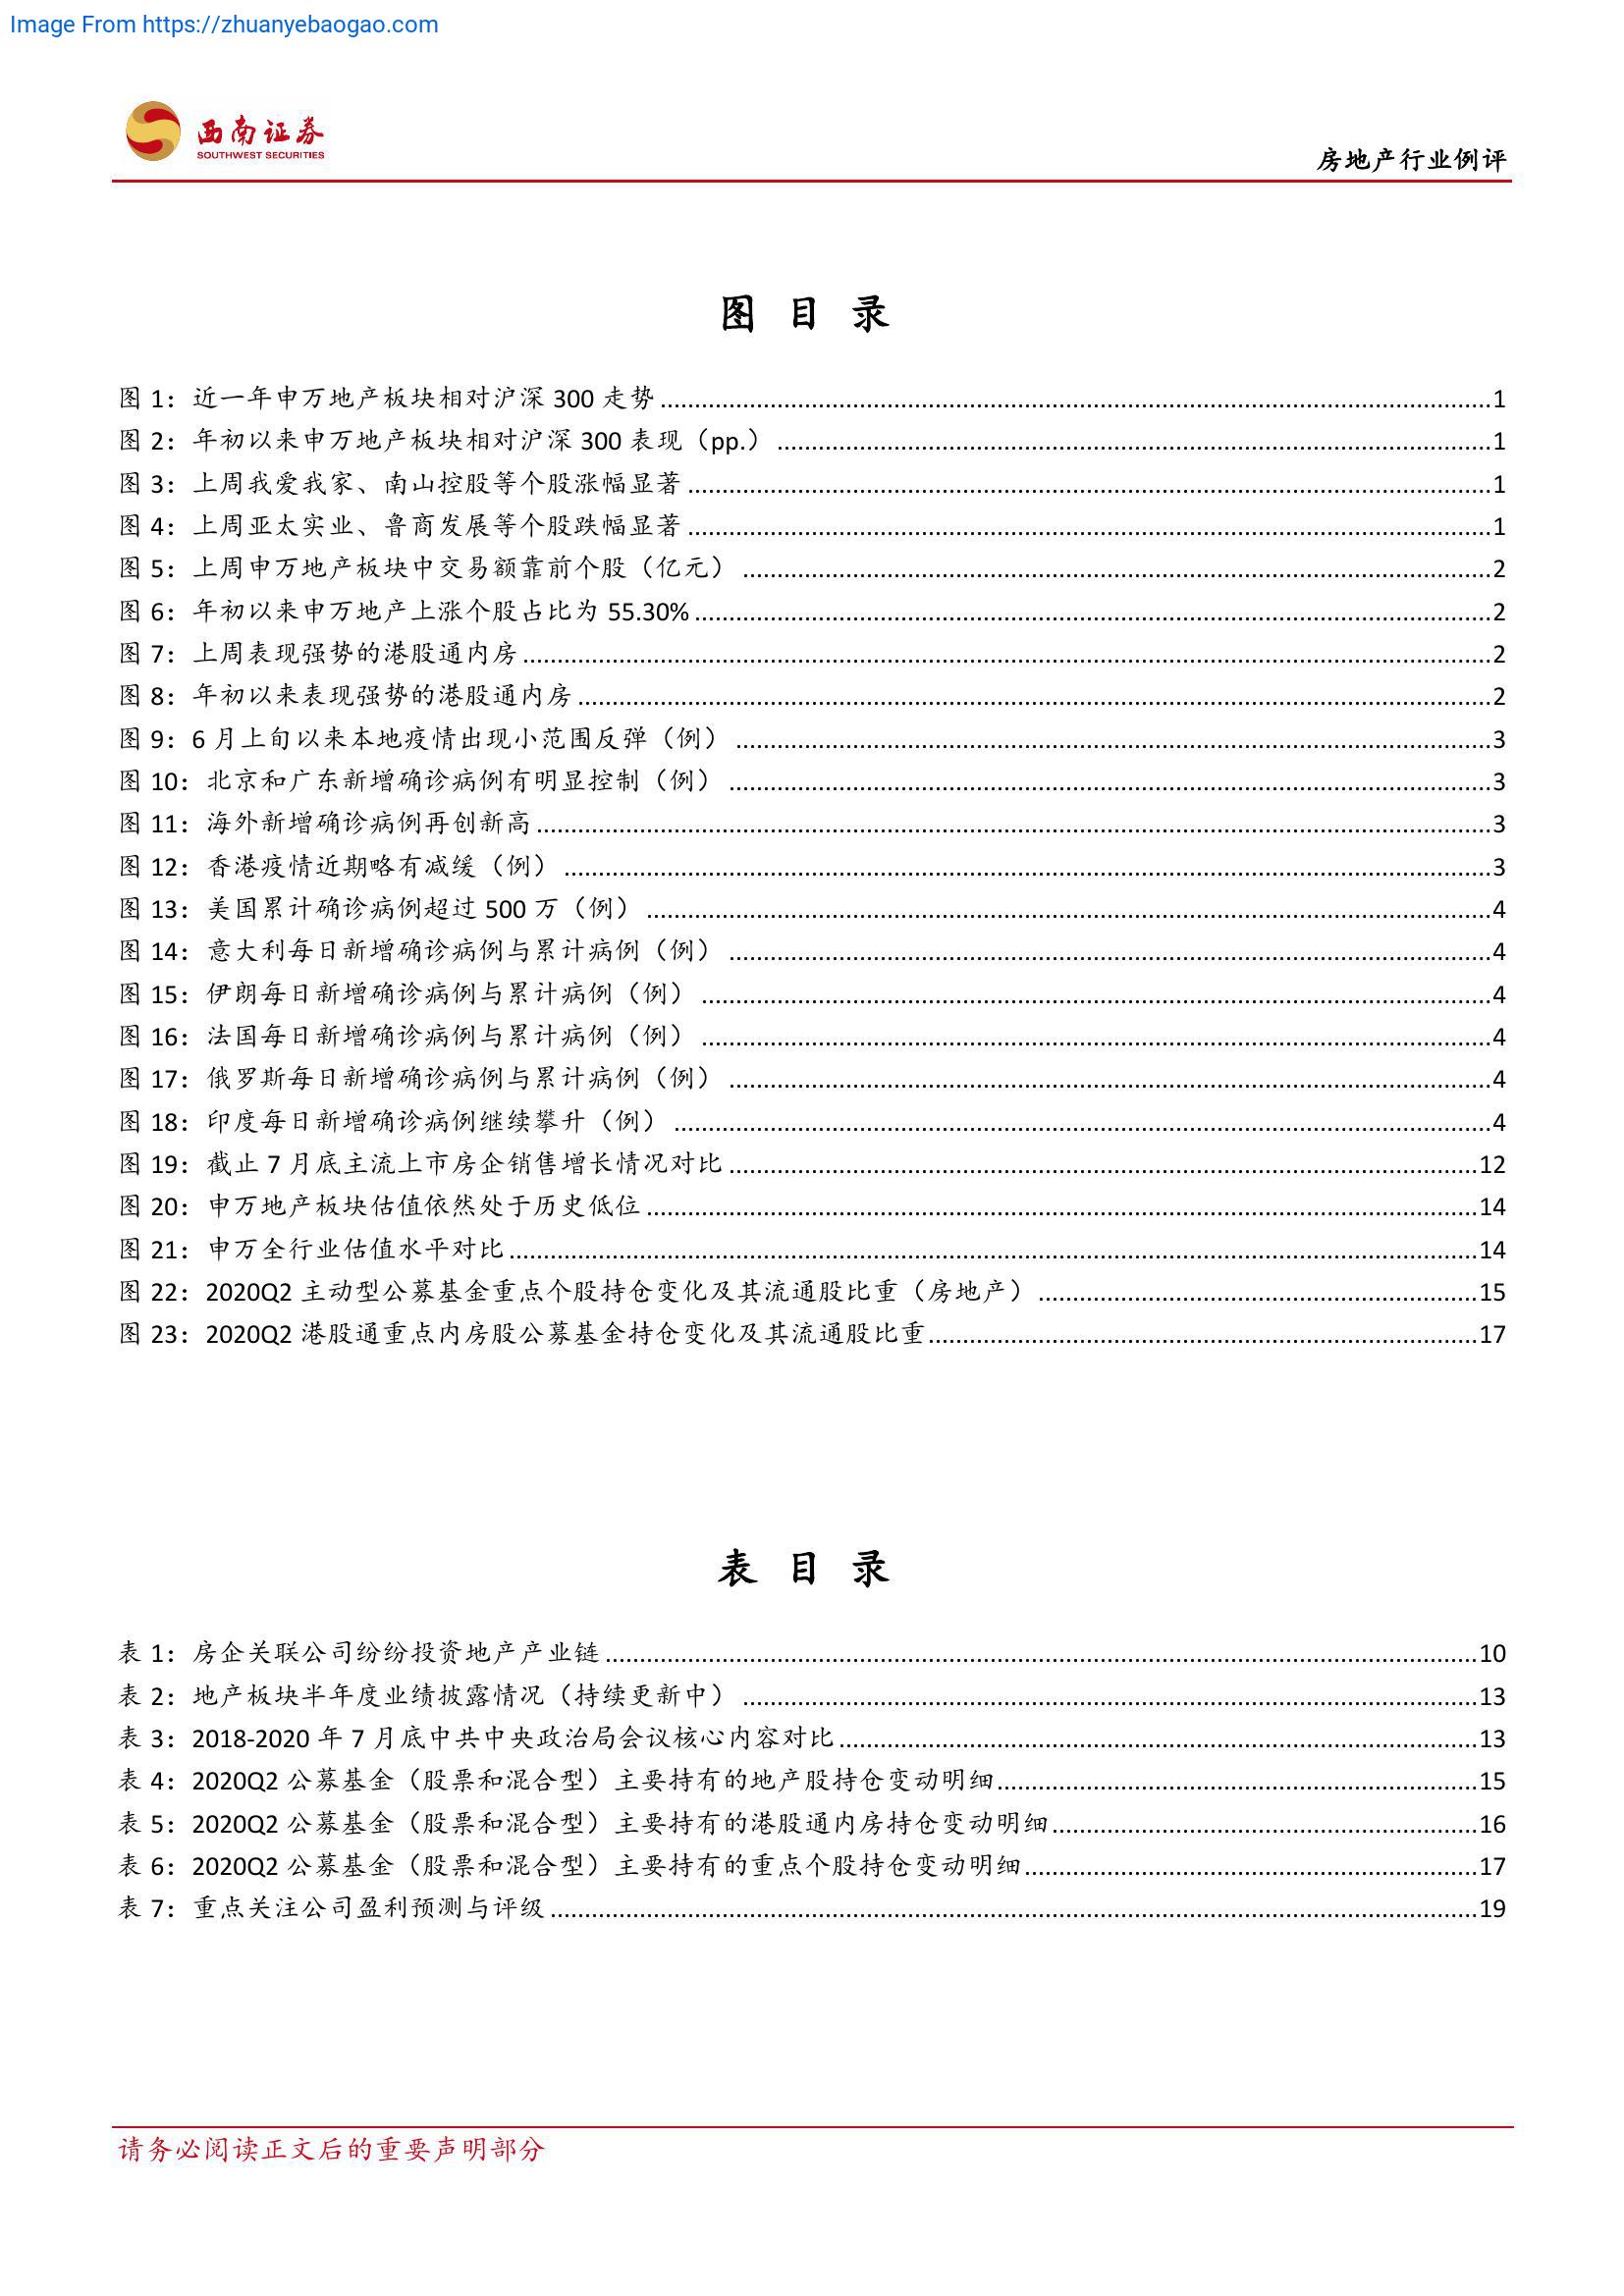 Image From https://zhuanyebaogao.com
西南证券
SOUTHWEST SECURITIES
房地产行业例评
图 目 录
图 1：近一年申万地产板块相对沪深 300 走势 1
图 2：年初以来申万地产板块相对沪深 300 表现（pp.） 1
图 3：上周我爱我家、南山控股等个股涨幅显著 1
图 4：上周亚太实业、鲁商发展等个股跌幅显著 1
图 5：上周申万地产板块中交易额靠前个股（亿元） 2
图 6：年初以来申万地产上涨个股占比为 55.30% 2
图 7：上周表现强势的港股通内房 2
图 8：年初以来表现强势的港股通内房 2
图 9：6 月上旬以来本地疫情出现小范围反弹（例） 3
图 10：北京和广东新增确诊病例有明显控制（例） 3
图 11：海外新增确诊病例再创新高 3
图 12：香港疫情近期略有减缓（例） 3
图 13：美国累计确诊病例超过 500 万（例） 4
图 14：意大利每日新增确诊病例与累计病例（例） 4
图 15：伊朗每日新增确诊病例与累计病例（例） 4
图 16：法国每日新增确诊病例与累计病例（例） 4
图 17：俄罗斯每日新增确诊病例与累计病例（例） 4
图 18：印度每日新增确诊病例继续攀升（例） 4
图 19：截止 7 月底主流上市房企销售增长情况对比 12
图 20：申万地产板块估值依然处于历史低位 14
图 21：申万全行业估值水平对比 14
图 22：2020Q2 主动型公募基金重点个股持仓变化及其流通股比重（房地产） 15
图 23：2020Q2 港股通重点内房股公募基金持仓变化及其流通股比重 17
表 目 录
表 1：房企关联公司纷纷投资地产产业链 10
表 2：地产板块半年度业绩披露情况（持续更新中） 13
表 3：2018-2020 年 7 月底中共中央政治局会议核心内容对比 13
表 4：2020Q2 公募基金（股票和混合型）主要持有的地产股持仓变动明细 15
表 5：2020Q2 公募基金（股票和混合型）主要持有的港股通内房持仓变动明细 16
表 6：2020Q2 公募基金（股票和混合型）主要持有的重点个股持仓变动明细 17
表 7：重点关注公司盈利预测与评级 19
请务必阅读正文后的重要声明部分